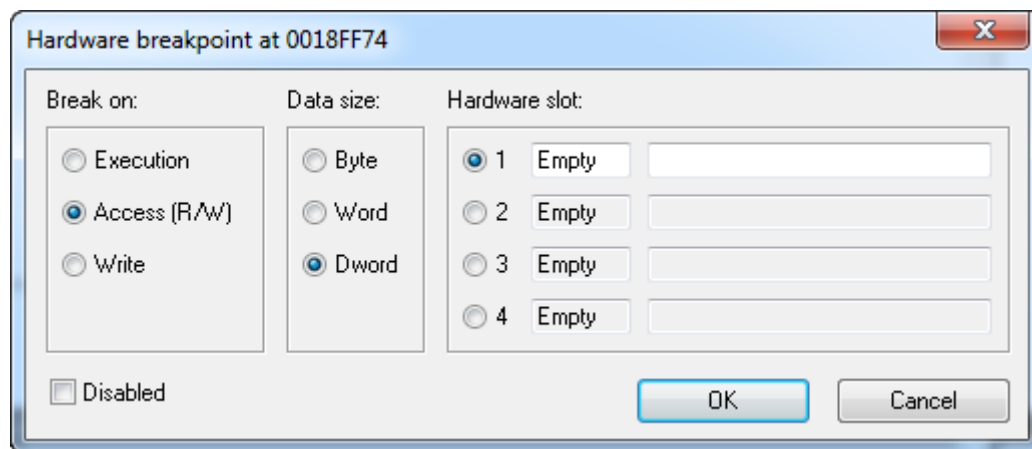 Hardware breakpoint at 0018FF74
Break on:
Execution
Access (R/W)
Write
Data size:
Byte
Word
Dword
Hardware slot:
1 Empty
2 Empty
3 Empty
4 Empty
Disabled
OK
Cancel